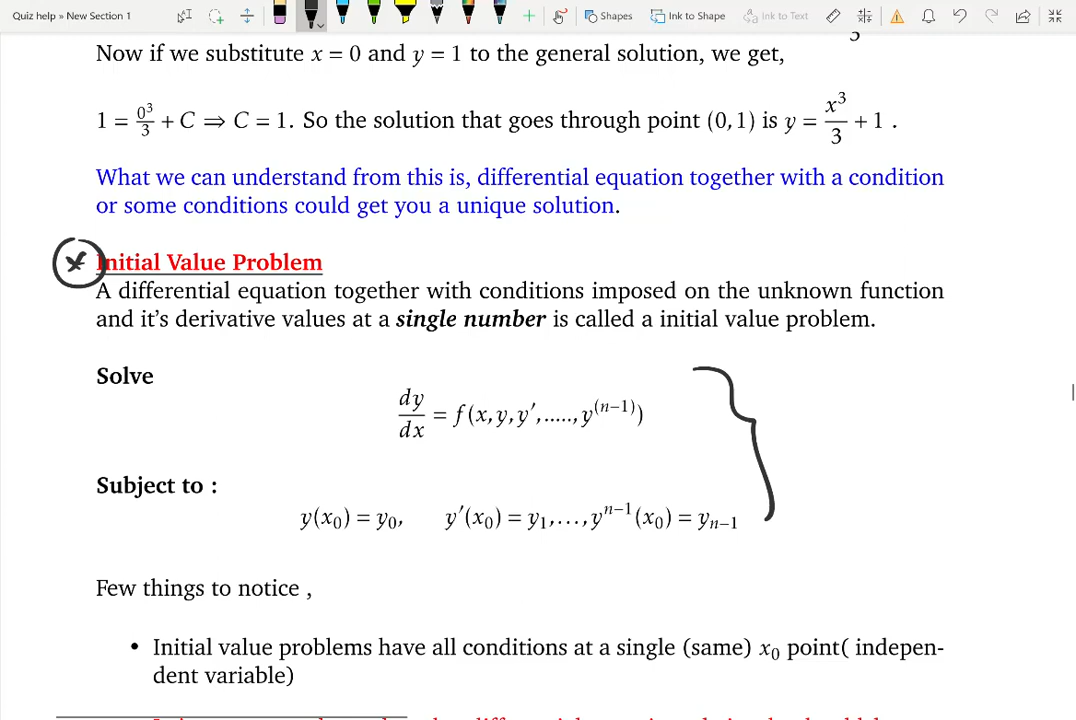 Quiz help » New Section 1
Shapes
Ink to Shape
Ink to Text
Now if we substitute x = 0 and y = 1 to the general solution, we get,
1 = 0³/3 + C ⇒ C = 1. So the solution that goes through point (0,1) is y = x³/3 + 1 .
What we can understand from this is, differential equation together with a condition
or some conditions could get you a unique solution.
Initial Value Problem
A differential equation together with conditions imposed on the unknown function
and it's derivative values at a single number is called a initial value problem.
Solve
dy/dx = f(x,y,y′,.....,y⁽ⁿ⁻¹⁾)
Subject to :
y(x₀) = y₀, y′(x₀) = y₁,...,yⁿ⁻¹(x₀) = yₙ₋₁
Few things to notice ,
• Initial value problems have all conditions at a single (same) x₀ point( indepen-
dent variable)